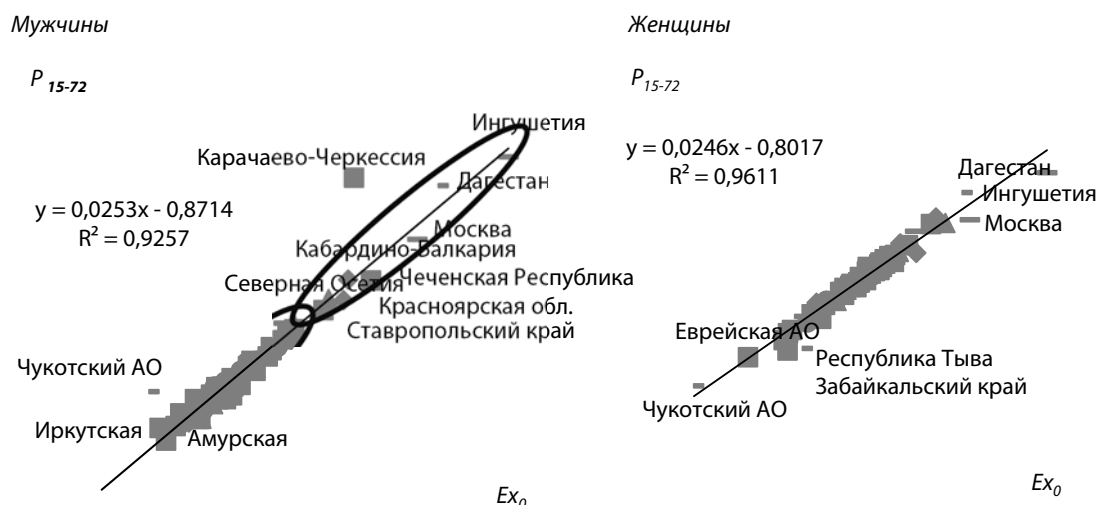 Мужчины
P 15-72
Ингушетия
Карачаево-Черкессия
Дагестан
y = 0,0253x - 0,8714
R² = 0,9257
Москва
Кабардино-Балкария
Северная Осетия
Чеченская Республика
Красноярская обл.
Ставропольский край
Чукотский АО
Иркутская
Амурская
Ex₀
Женщины
P₁₅₋₇₂
y = 0,0246x - 0,8017
R² = 0,9611
Дагестан
Ингушетия
Москва
Еврейская АО
Республика Тыва
Забайкальский край
Чукотский АО
Ex₀